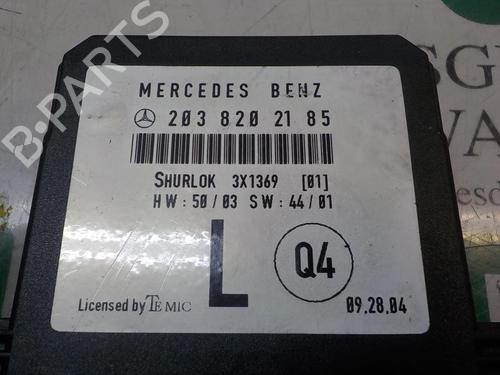 MERCEDES BENZ
203 820 21 85
SHURLOK 3X1369 [01]
HW: 50/03 SW: 44/01
L
Q4
Licensed by TEMIC
09.28.04
B-PARTS